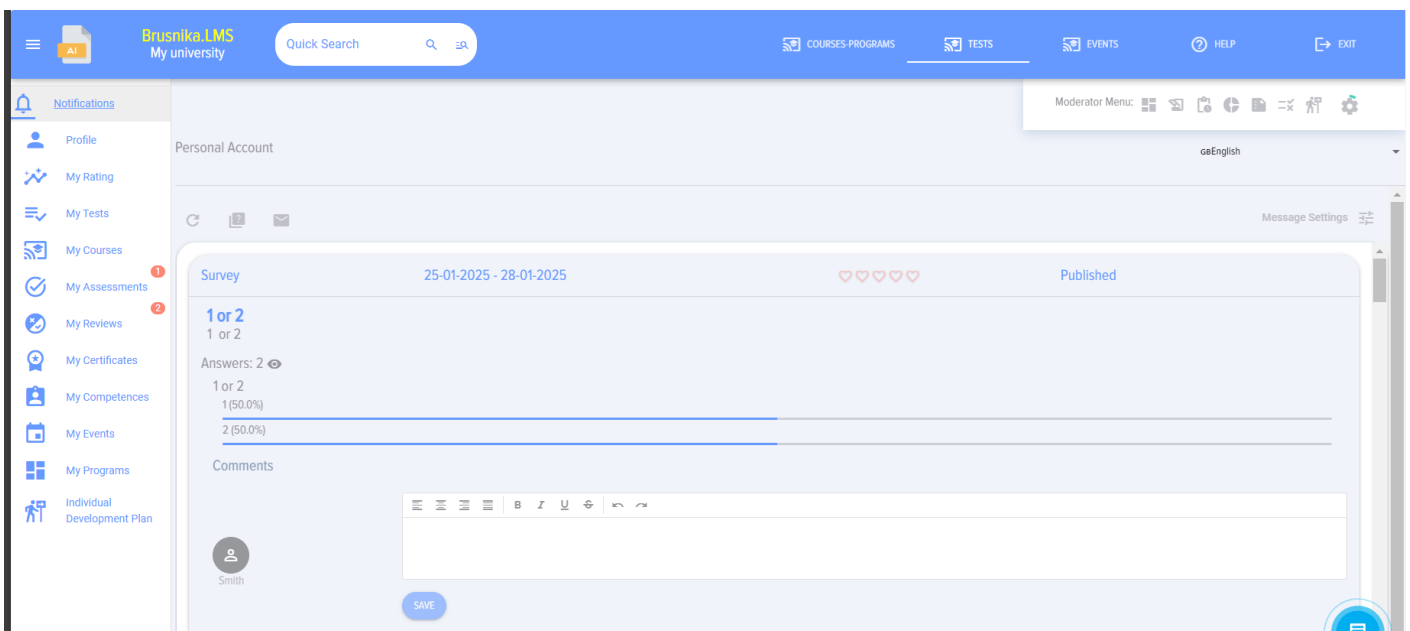 AI
Brusnika.LMS
My university
Quick Search
COURSES-PROGRAMS
TESTS
EVENTS
HELP
EXIT
Notifications
Profile
My Rating
My Tests
My Courses
1
My Assessments
2
My Reviews
My Certificates
My Competences
My Events
My Programs
Individual
Development Plan
Moderator Menu:
Personal Account
GBEnglish
Message Settings
Survey 25-01-2025 - 28-01-2025 Published
1 or 2
1 or 2
Answers: 2
1 or 2
1 (50.0%)
2 (50.0%)
Comments
B I U S
Smith
SAVE